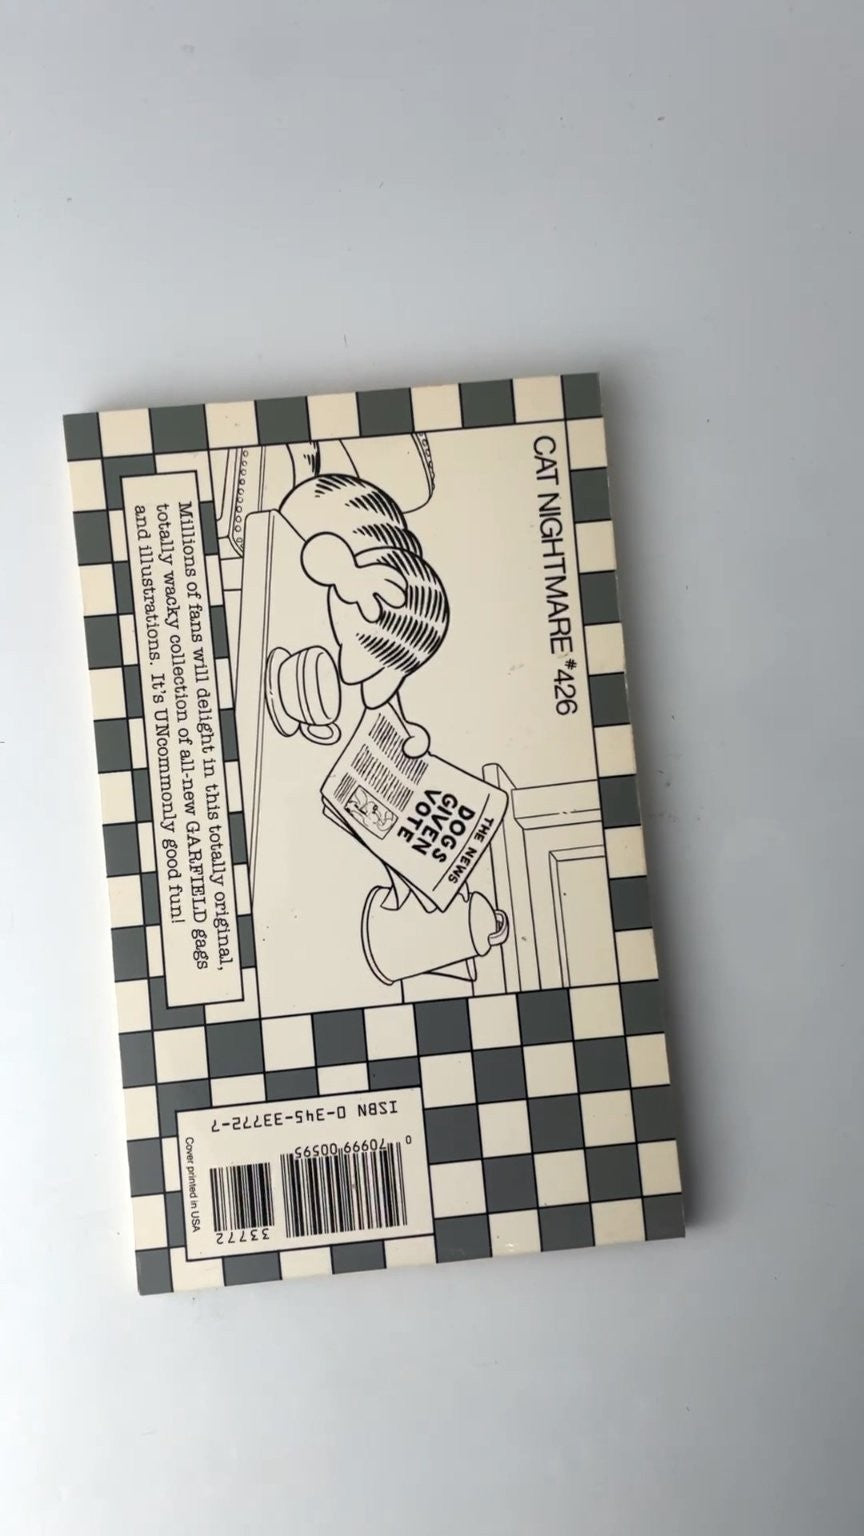 CAT NIGHTMARE #426
THE NEWS
DOGS
GIVEN
VOTE
Millions of fans will delight in this totally original,
totally wacky collection of all-new GARFIELD gags
and illustrations. It's UNcommonly good fun!
ISBN 0-345-33772-7
0
70999 00595
33772
Cover printed in USA